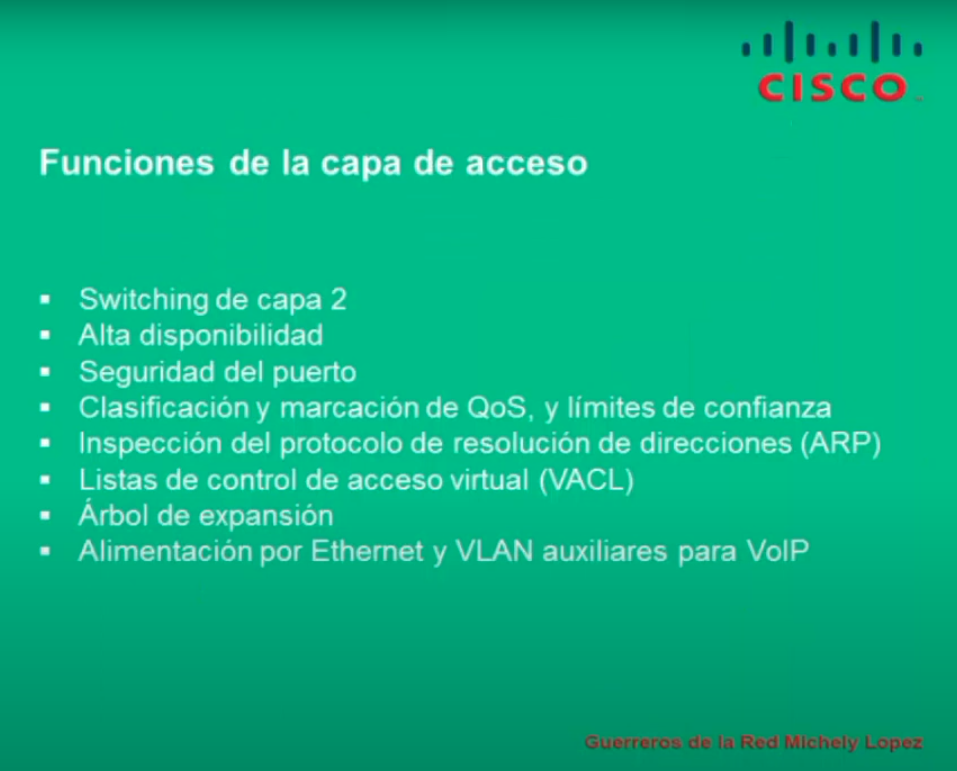 CISCO
Funciones de la capa de acceso
▪ Switching de capa 2
▪ Alta disponibilidad
▪ Seguridad del puerto
▪ Clasificación y marcación de QoS, y límites de confianza
▪ Inspección del protocolo de resolución de direcciones (ARP)
▪ Listas de control de acceso virtual (VACL)
▪ Árbol de expansión
▪ Alimentación por Ethernet y VLAN auxiliares para VoIP
Guerreros de la Red Michely Lopez